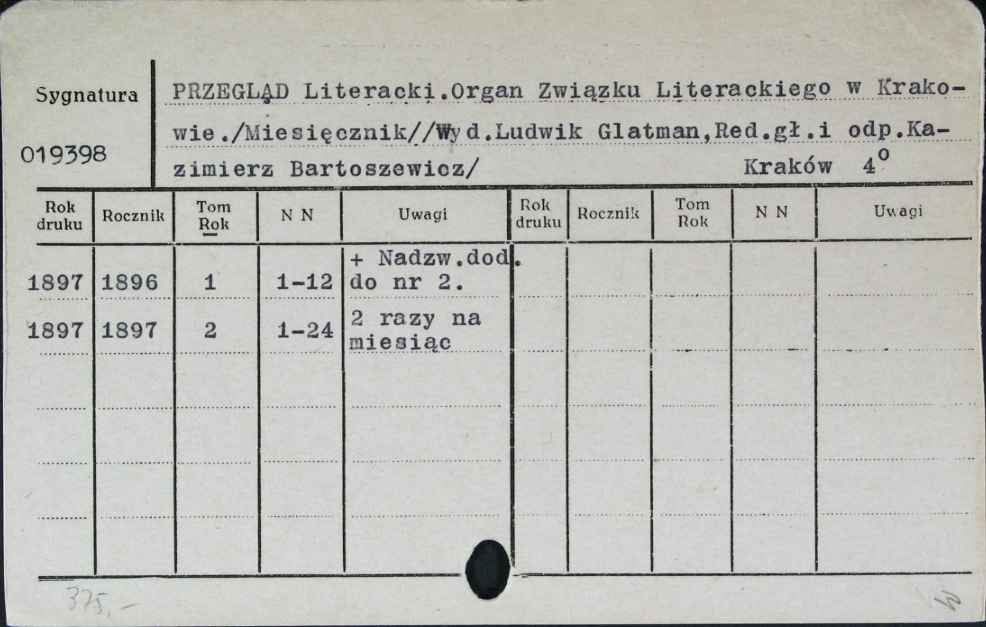 Sygnatura
019398
PRZEGLĄD Literacki.Organ Związku Literackiego w Krako-
wie./Miesięcznik//Wyd.Ludwik Glatman,Red.gł.i odp.Ka-
zimierz Bartoszewicz/ Kraków 4⁰
Rok druku Rocznik Tom Rok N N Uwagi Rok druku Rocznik Tom Rok N N Uwagi
+ Nadzw.dod.
1897 1896 1 1-12 do nr 2.
2 razy na
1897 1897 2 1-24 miesiąc
375,-